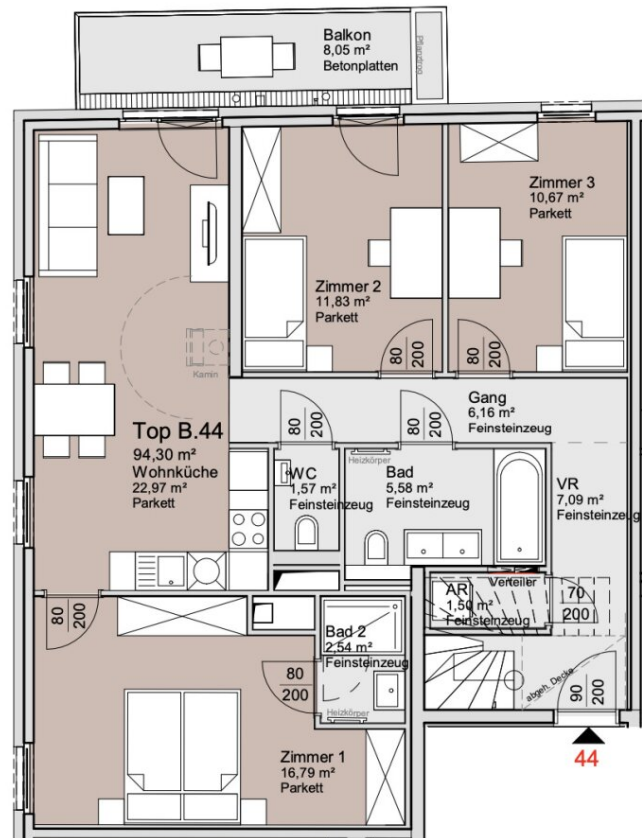 Balkon
8,05 m²
Betonplatten
Pflanztrog
Zimmer 3
10,67 m²
Parkett
Zimmer 2
11,83 m²
Parkett
80
200
80
200
Kamin
Gang
6,16 m²
Feinsteinzeug
80
200
80
200
Top B.44
94,30 m²
Wohnküche
22,97 m²
Parkett
Heizkörper
WC
1,57 m²
Feinsteinzeug
Bad
5,58 m²
Feinsteinzeug
VR
7,09 m²
Feinsteinzeug
Verteiler
AR
1,50 m²
Feinsteinzeug
70
200
80
200
Bad 2
2,54 m²
Feinsteinzeug
80
200
Heizkörper
abgeh. Decke
90
200
Zimmer 1
16,79 m²
Parkett
44